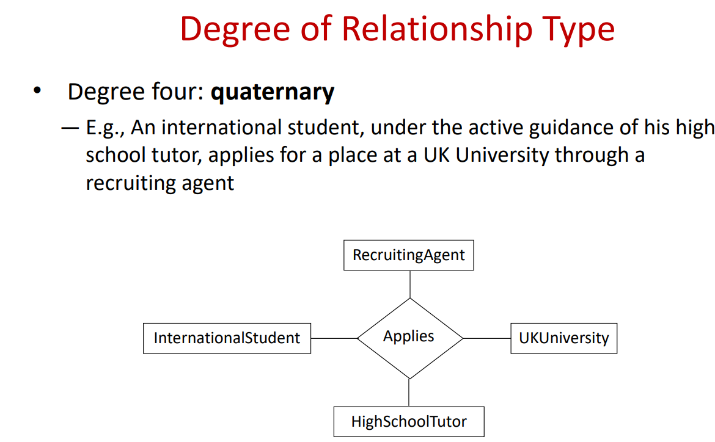 Degree of Relationship Type
• Degree four: quaternary
— E.g., An international student, under the active guidance of his high
school tutor, applies for a place at a UK University through a
recruiting agent
RecruitingAgent
InternationalStudent
Applies
UKUniversity
HighSchoolTutor